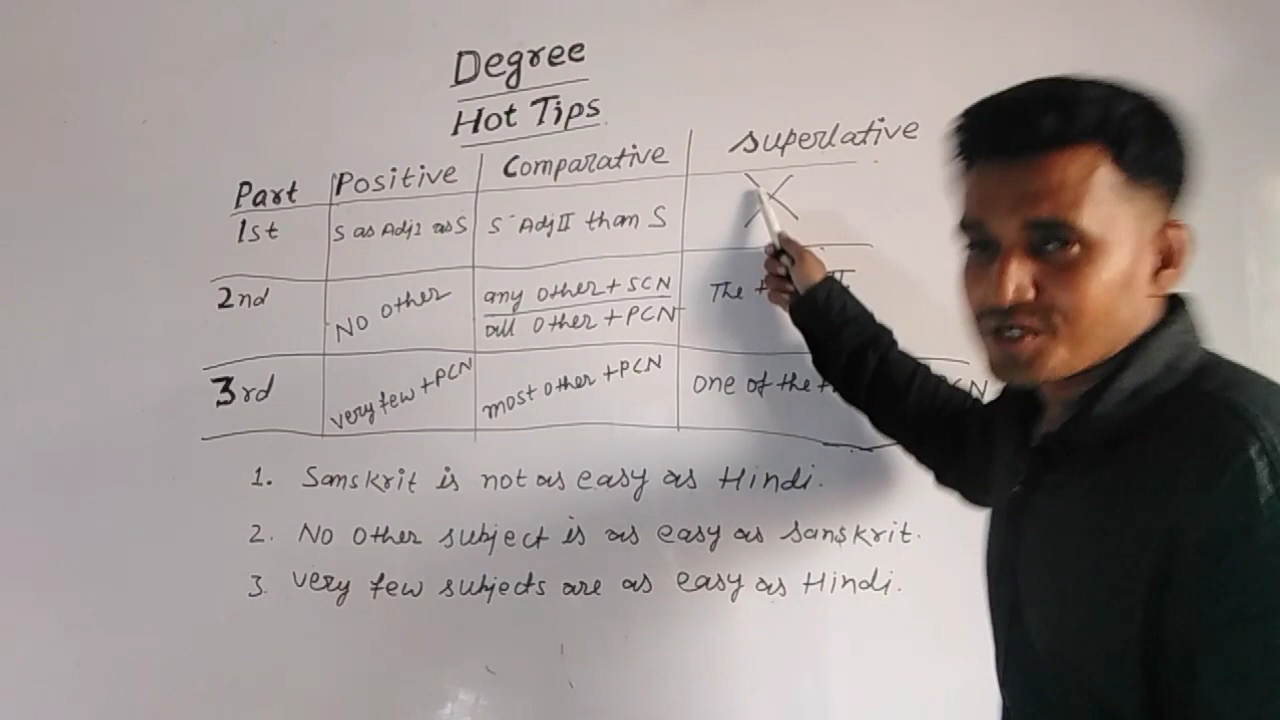 Degree
Hot Tips
Part Positive Comparative Superlative
1st S as Adj I as S S - Adj II than S X
2nd NO Other any other + SCN The
all other + PCN
3rd very few + PCN most other + PCN one of the
1. Sanskrit is not as easy as Hindi.
2. No other subject is as easy as Sanskrit.
3. Very few subjects are as easy as Hindi.